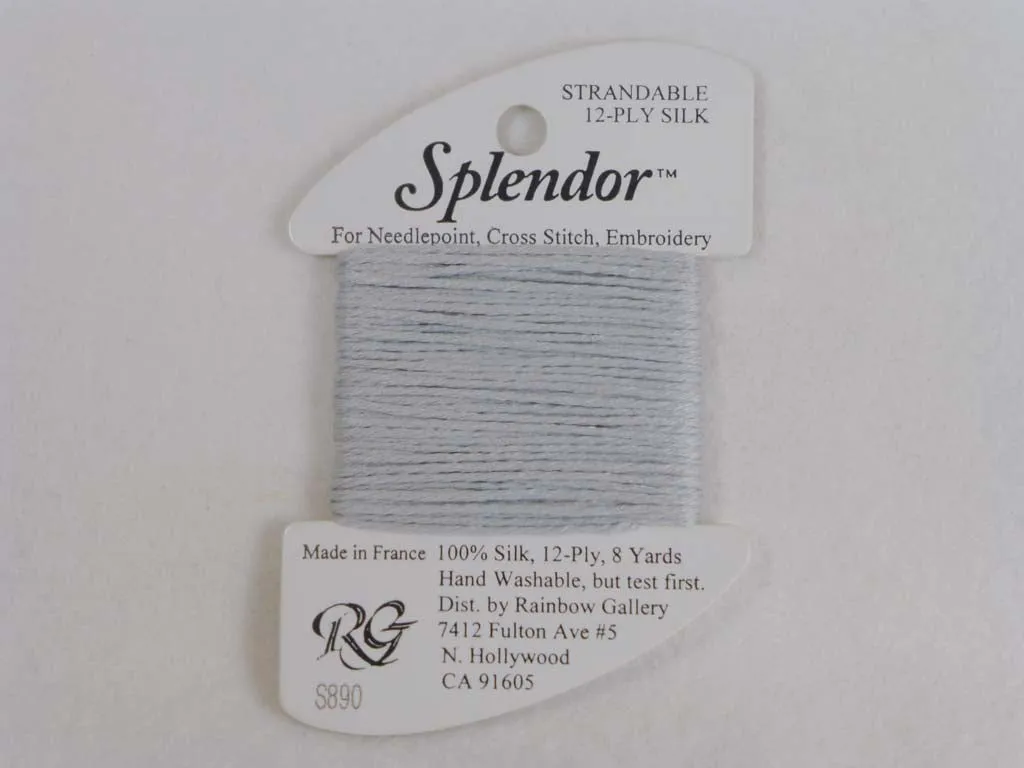 STRANDABLE
12-PLY SILK
Splendor™
For Needlepoint, Cross Stitch, Embroidery
Made in France
100% Silk, 12-Ply, 8 Yards
Hand Washable, but test first.
Dist. by Rainbow Gallery
7412 Fulton Ave #5
N. Hollywood
CA 91605
RG
S890